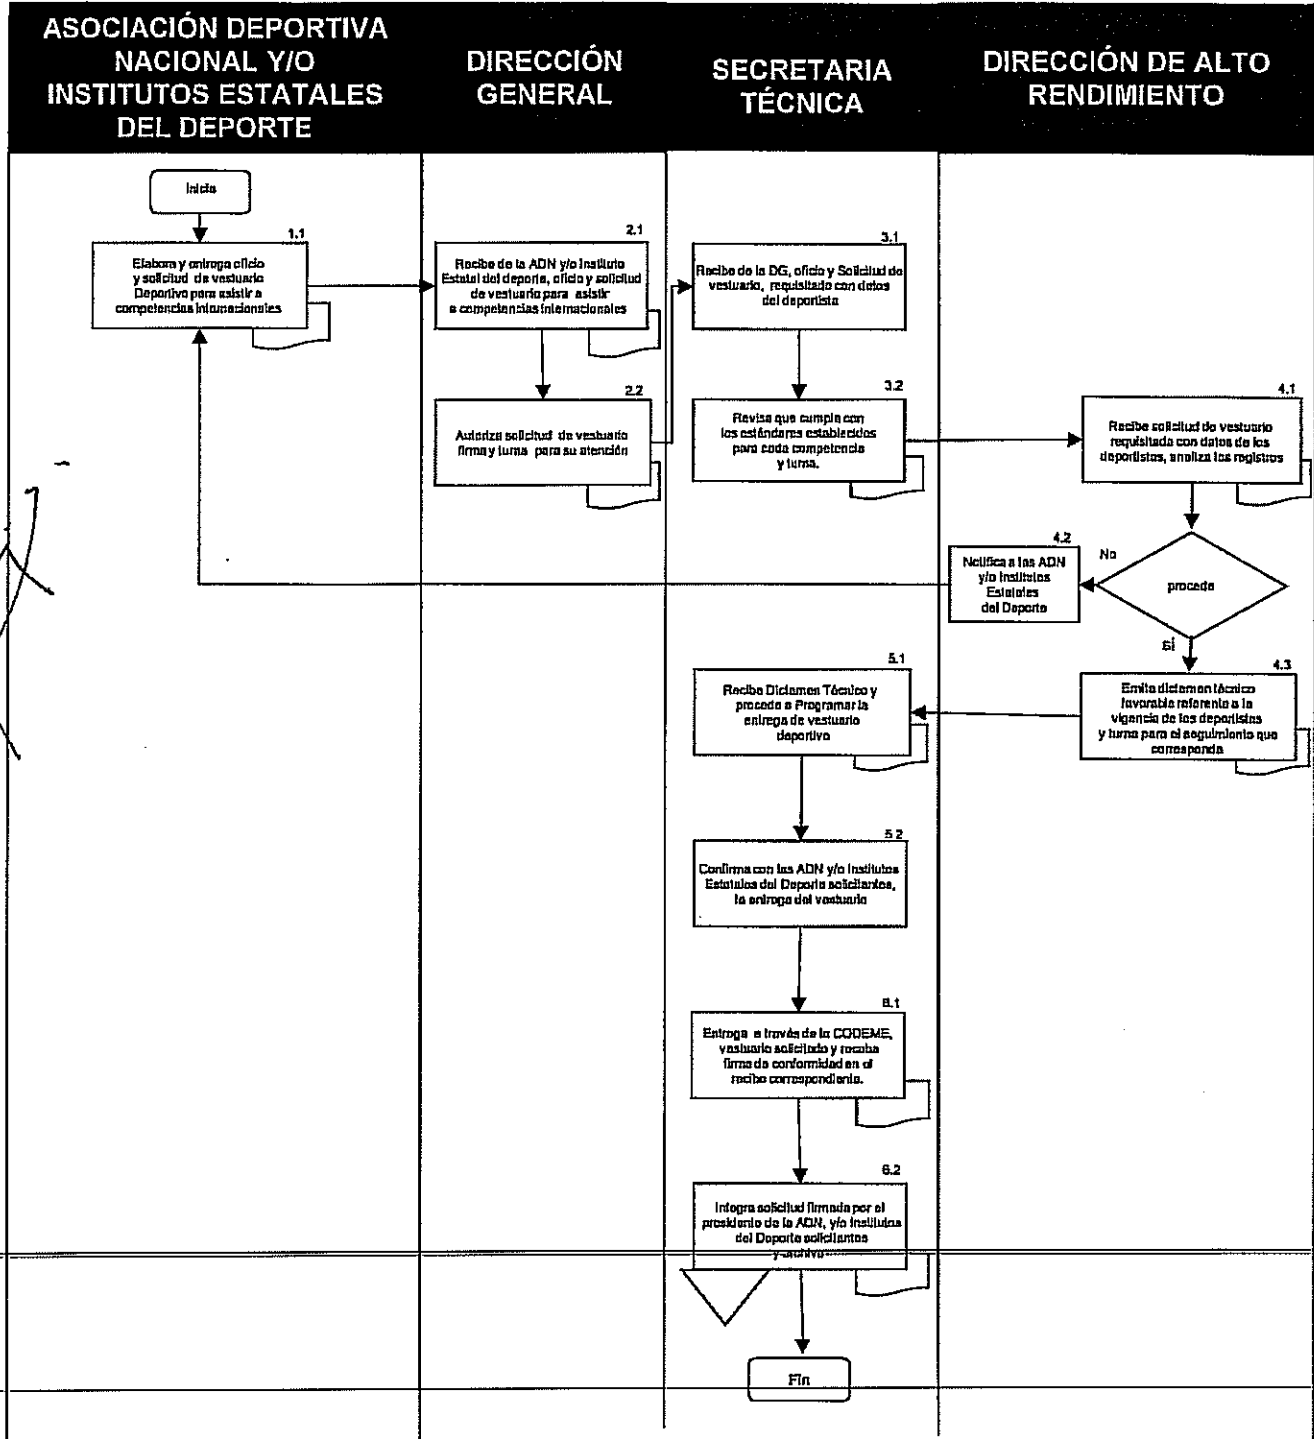 ASOCIACIÓN DEPORTIVA
NACIONAL Y/O
INSTITUTOS ESTATALES
DEL DEPORTE
DIRECCIÓN
GENERAL
SECRETARIA
TÉCNICA
DIRECCIÓN DE ALTO
RENDIMIENTO
Inicio
1.1
Elabora y entrega oficio
y solicitud de vestuario
Deportivo para asistir a
competencias internacionales
2.1
Recibe de la ADN y/o Instituto
Estatal del deporte, oficio y solicitud
de vestuario para asistir
a competencias internacionales
2.2
Autoriza solicitud de vestuario
firma y turna para su atención
3.1
Recibe de la DG, oficio y Solicitud de
vestuario, requisitado con datos
del deportista
3.2
Revisa que cumpla con
los estándares establecidos
para cada competencia
y turna.
4.1
Recibe solicitud de vestuario
requisitada con datos de los
deportistas, analiza los registros
procede
No
4.2
Notifica a las ADN
y/o Institutos
Estatales
del Deporte
si
4.3
Emite dictamen técnico
favorable referente a la
vigencia de los deportistas
y turna para el seguimiento que
corresponda
5.1
Recibe Dictamen Técnico y
procede a Programar la
entrega de vestuario
deportivo
5.2
Confirma con las ADN y/o Institutos
Estatales del Deporte solicitantes,
la entrega del vestuario
6.1
Entrega a través de la CODEME,
vestuario solicitado y recaba
firma de conformidad en el
recibo correspondiente.
6.2
Integra solicitud firmada por el
presidente de la ADN, y/o Institutos
del Deporte solicitantes
y archivo
Fin